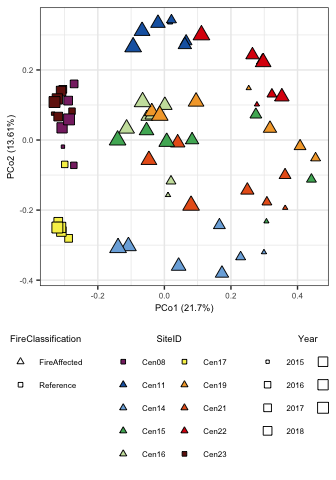 0.2
0.0
-0.2
-0.4
PCo2 (13.61%)
-0.2 0.0 0.2 0.4
PCo1 (21.7%)
FireClassification
FireAffected
Reference
SiteID
Cen08 Cen17
Cen11 Cen19
Cen14 Cen21
Cen15 Cen22
Cen16 Cen23
Year
2015
2016
2017
2018